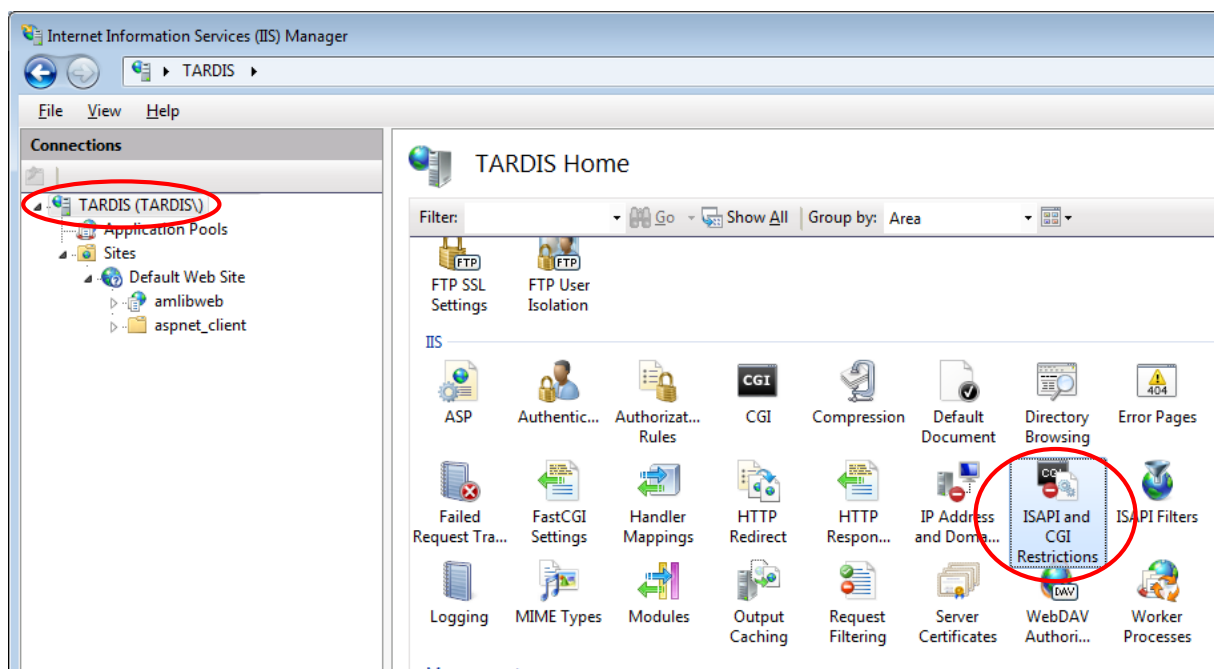 Internet Information Services (IIS) Manager
TARDIS
File View Help
Connections
TARDIS (TARDIS\)
Application Pools
Sites
Default Web Site
amlibweb
aspnet_client
TARDIS Home
Filter: Go Show All Group by: Area
FTP FTP
FTP SSL
Settings
FTP User
Isolation
IIS
CGI
404
ASP
Authentic...
Authorizat...
Rules
CGI
Compression
Default
Document
Directory
Browsing
Error Pages
Failed
Request Tra...
FastCGI
Settings
Handler
Mappings
HTTP
Redirect
HTTP
Respon...
IP Address
and Doma...
ISAPI and
CGI
Restrictions
ISAPI Filters
DAV
Logging
MIME Types
Modules
Output
Caching
Request
Filtering
Server
Certificates
WebDAV
Authori...
Worker
Processes